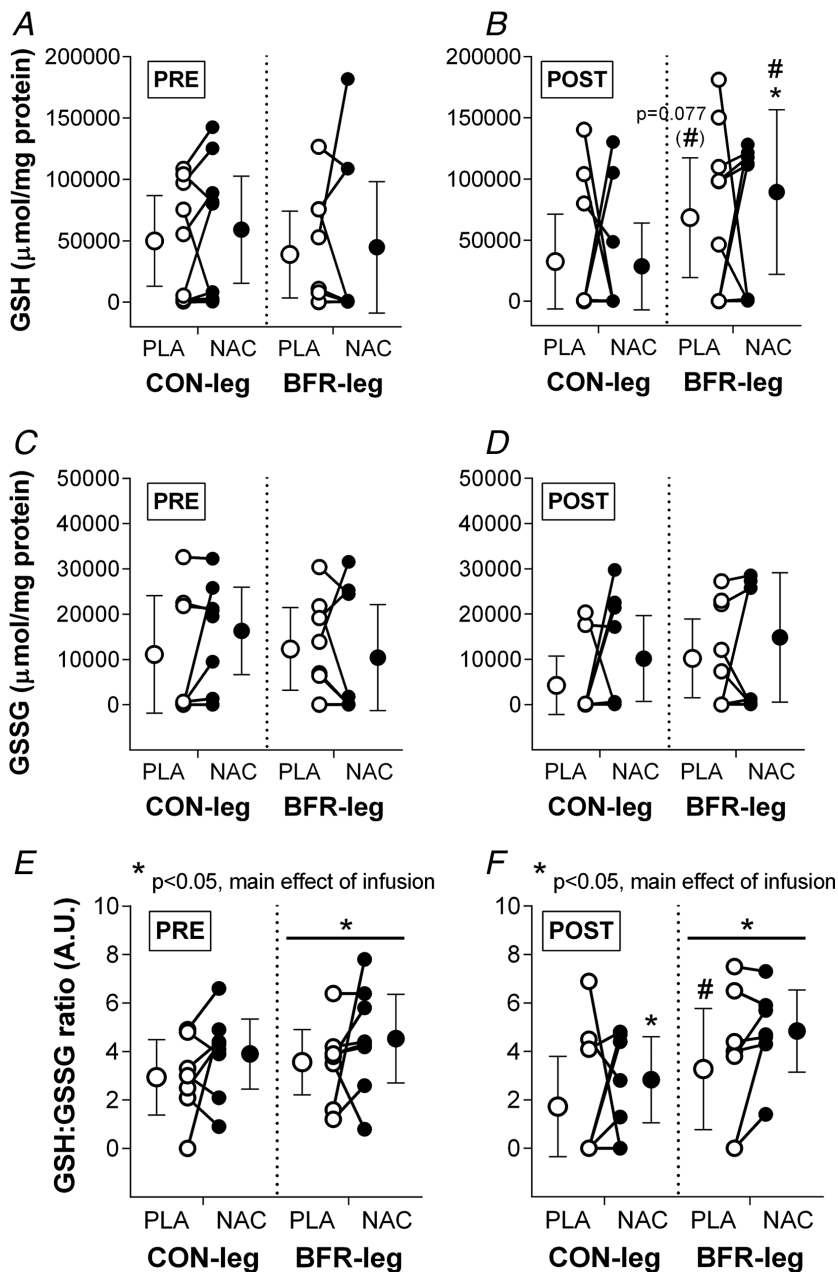 A
B
GSH (μmol/mg protein)
200000
150000
100000
50000
0
PRE
PLA NAC PLA NAC
CON-leg BFR-leg
200000
150000
100000
50000
0
POST
p=0.077
(#)
#
*
PLA NAC PLA NAC
CON-leg BFR-leg
C
D
GSSG (μmol/mg protein)
50000
40000
30000
20000
10000
0
PRE
PLA NAC PLA NAC
CON-leg BFR-leg
50000
40000
30000
20000
10000
0
POST
PLA NAC PLA NAC
CON-leg BFR-leg
E
* p<0.05, main effect of infusion
F
* p<0.05, main effect of infusion
GSH:GSSG ratio (A.U.)
10
8
6
4
2
0
PRE
*
PLA NAC PLA NAC
CON-leg BFR-leg
10
8
6
4
2
0
POST
*
#
*
PLA NAC PLA NAC
CON-leg BFR-leg